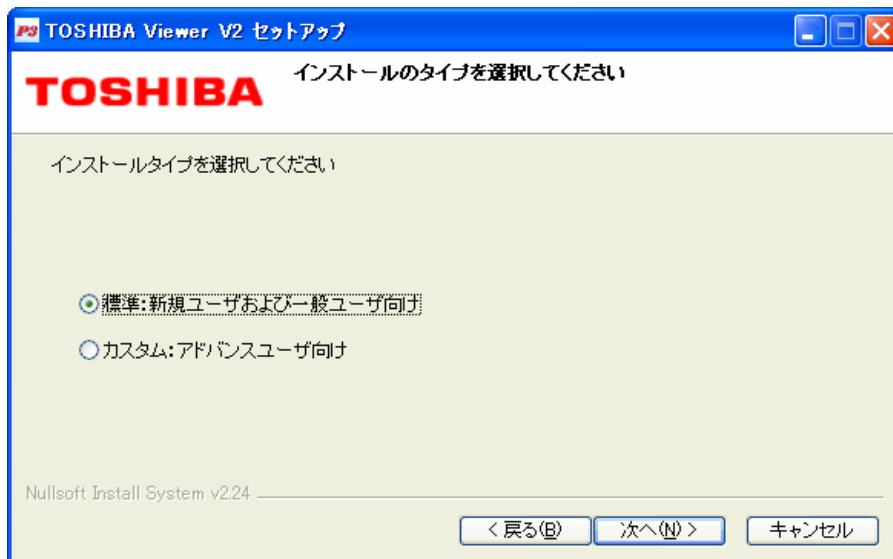 TOSHIBA Viewer V2 セットアップ
TOSHIBA
インストールのタイプを選択してください
インストールタイプを選択してください
標準:新規ユーザおよび一般ユーザ向け
カスタム:アドバンスユーザ向け
Nullsoft Install System v2.24
< 戻る(B)
次へ(N) >
キャンセル